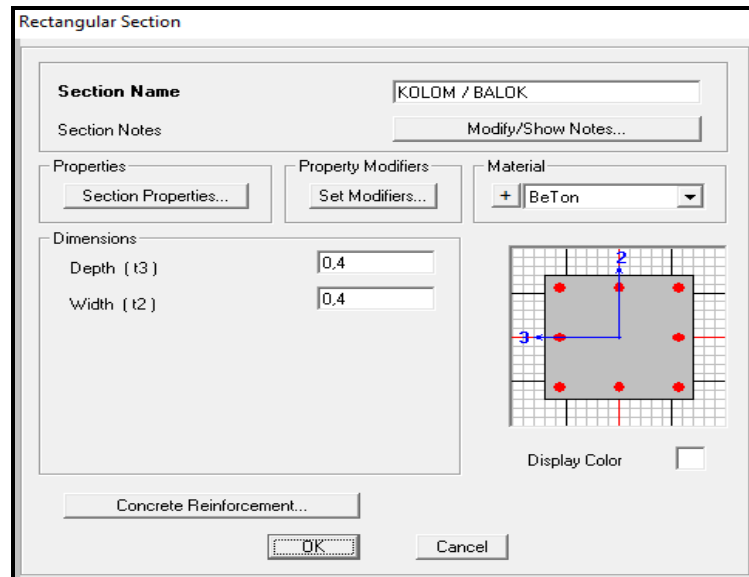 Rectangular Section
Section Name KOLOM / BALOK
Section Notes Modify/Show Notes...
Properties Property Modifiers Material
Section Properties... Set Modifiers... + BeTon
Dimensions
Depth ( t3 ) 0,4
Width ( t2 ) 0,4
2
3
Display Color
Concrete Reinforcement...
OK Cancel